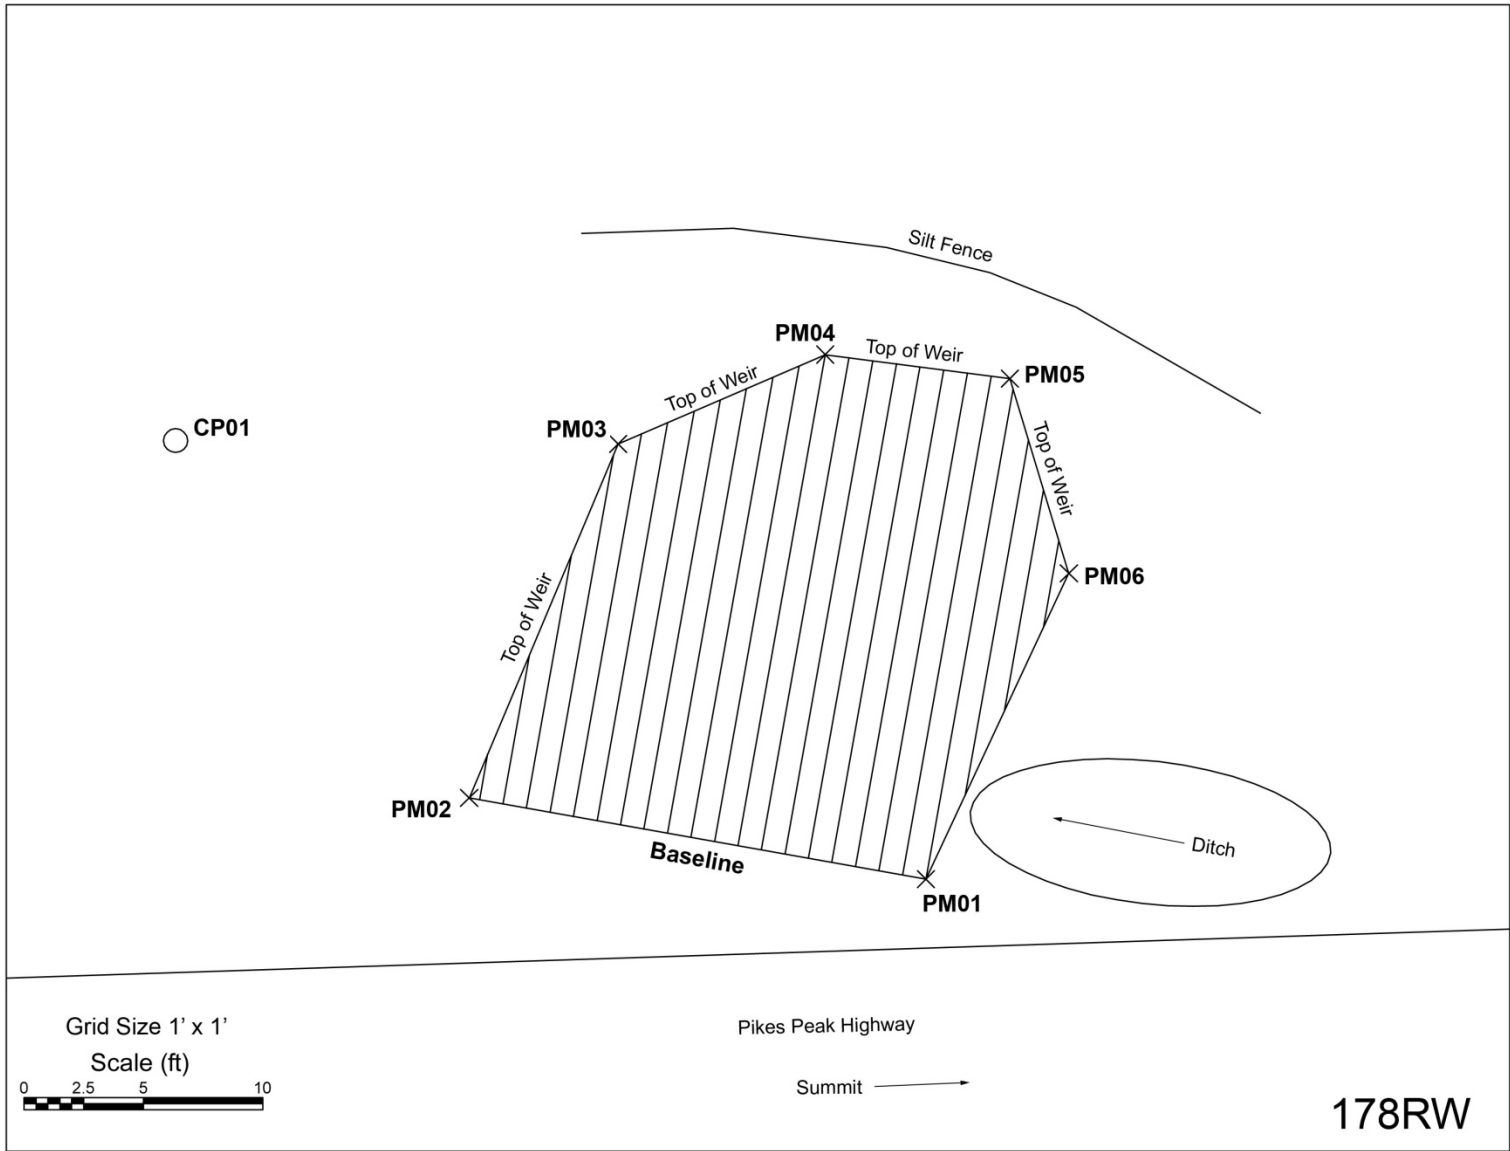 Silt Fence
PM04
Top of Weir
PM05
Top of Weir
CP01
PM03
Top of Weir
PM06
Top of Weir
PM02
Baseline
Ditch
PM01
Grid Size 1’ x 1’
Scale (ft)
0 2.5 5 10
Pikes Peak Highway
Summit
178RW